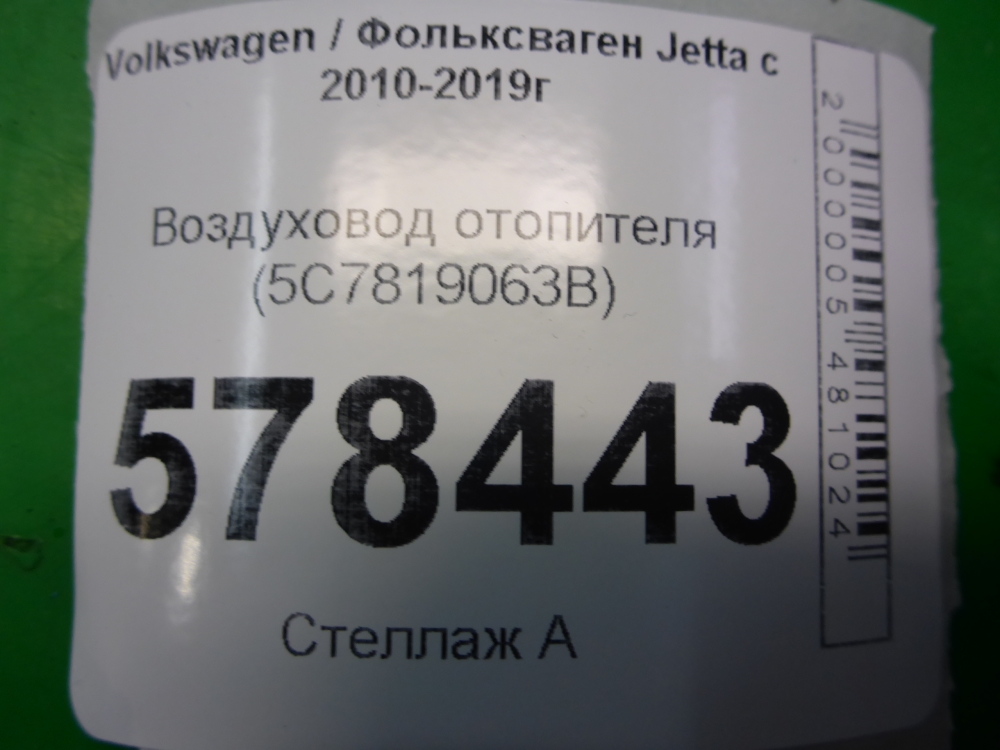 Volkswagen / Фольксваген Jetta с
2010-2019г
Воздуховод отопителя
(5C7819063B)
578443
Стеллаж А
2000005481024